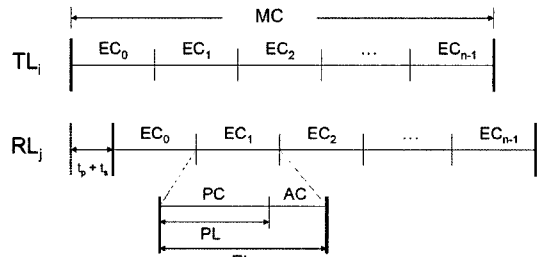 MC
TLᵢ EC₀ EC₁ EC₂ ... ECₙ₋₁
RLⱼ EC₀ EC₁ EC₂ ... ECₙ₋₁
tₚ + tₛ
PC AC
PL